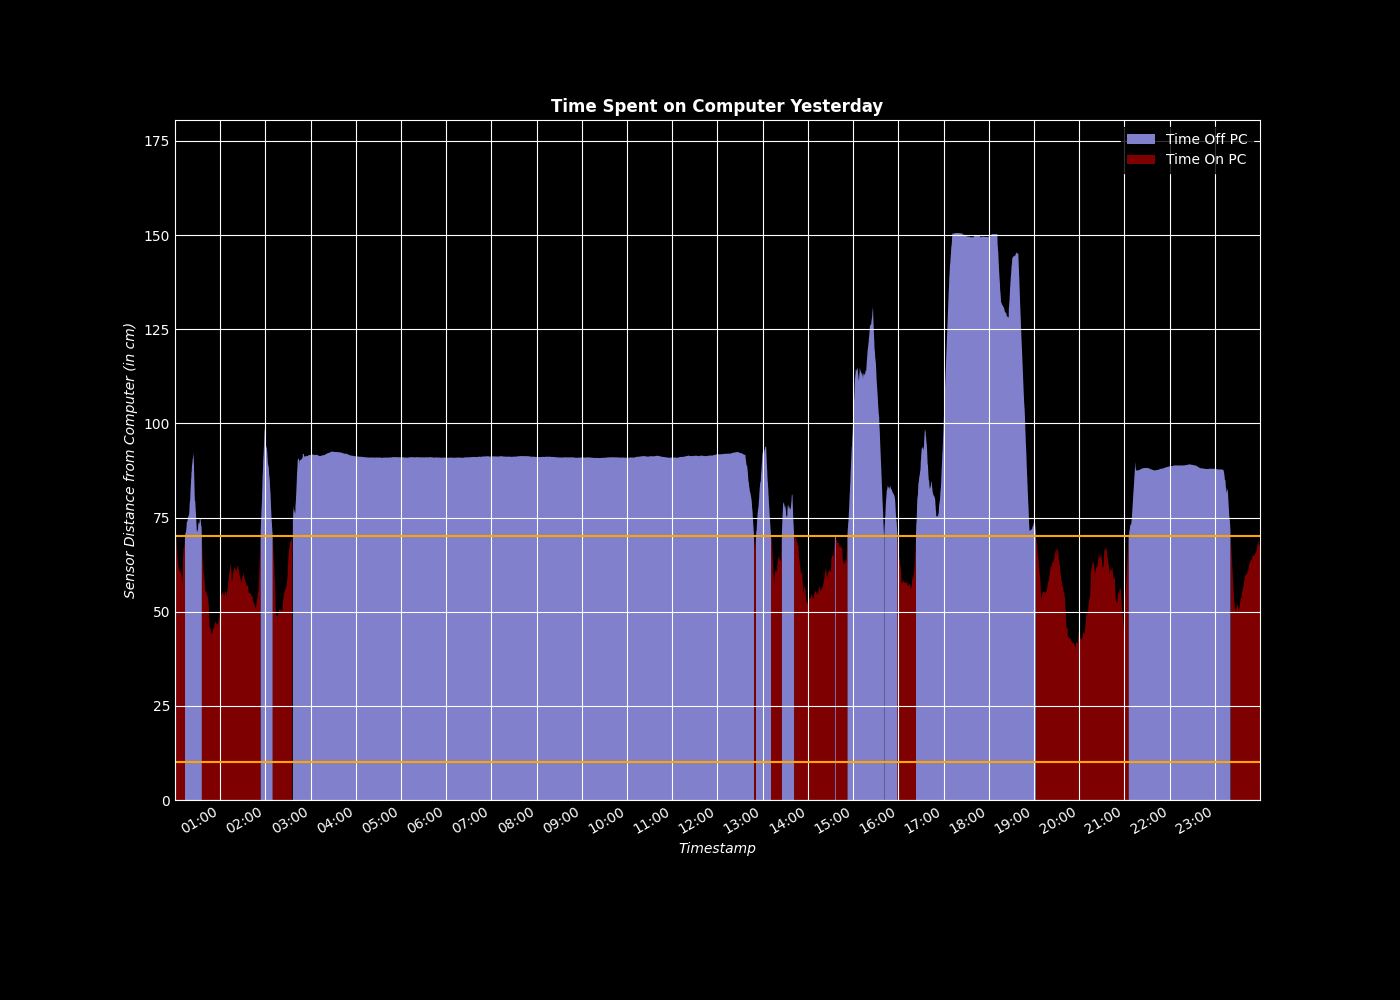 Time Spent on Computer Yesterday
Time Off PC
Time On PC
Sensor Distance from Computer (in cm)
175
150
125
100
75
50
25
0
01:00 02:00 03:00 04:00 05:00 06:00 07:00 08:00 09:00 10:00 11:00 12:00 13:00 14:00 15:00 16:00 17:00 18:00 19:00 20:00 21:00 22:00 23:00
Timestamp